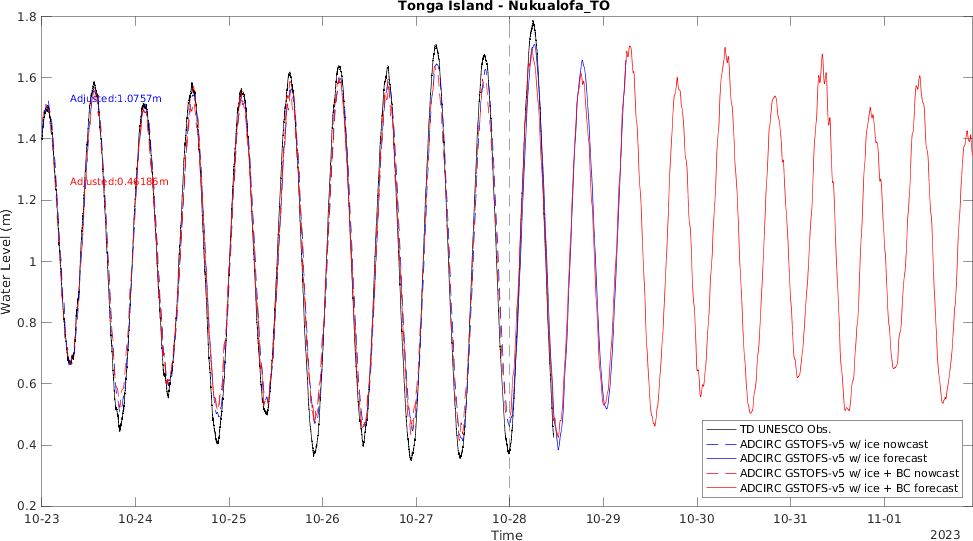 Tonga Island - Nukualofa_TO
1.8
1.6
1.4
1.2
1
0.8
0.6
0.4
0.2
Water Level (m)
Adjusted:1.0757m
Adjusted:0.46186m
TD UNESCO Obs.
ADCIRC GSTOFS-v5 w/ ice nowcast
ADCIRC GSTOFS-v5 w/ ice forecast
ADCIRC GSTOFS-v5 w/ ice + BC nowcast
ADCIRC GSTOFS-v5 w/ ice + BC forecast
10-23 10-24 10-25 10-26 10-27 10-28 10-29 10-30 10-31 11-01
Time
2023